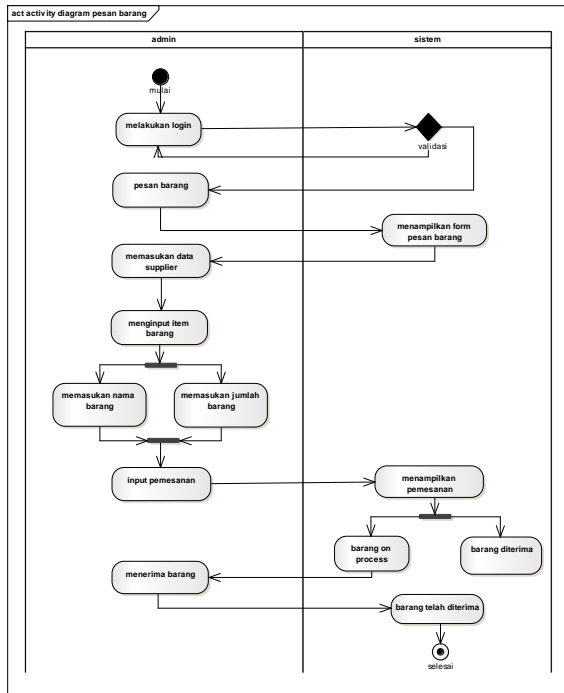 act activity diagram pesan barang
admin
sistem
mulai
melakukan login
validasi
pesan barang
menampilkan form
pesan barang
memasukan data
supplier
menginput item
barang
memasukan nama
barang
memasukan jumlah
barang
input pemesanan
menampilkan
pemesanan
barang on
process
barang diterima
menerima barang
barang telah diterima
selesai